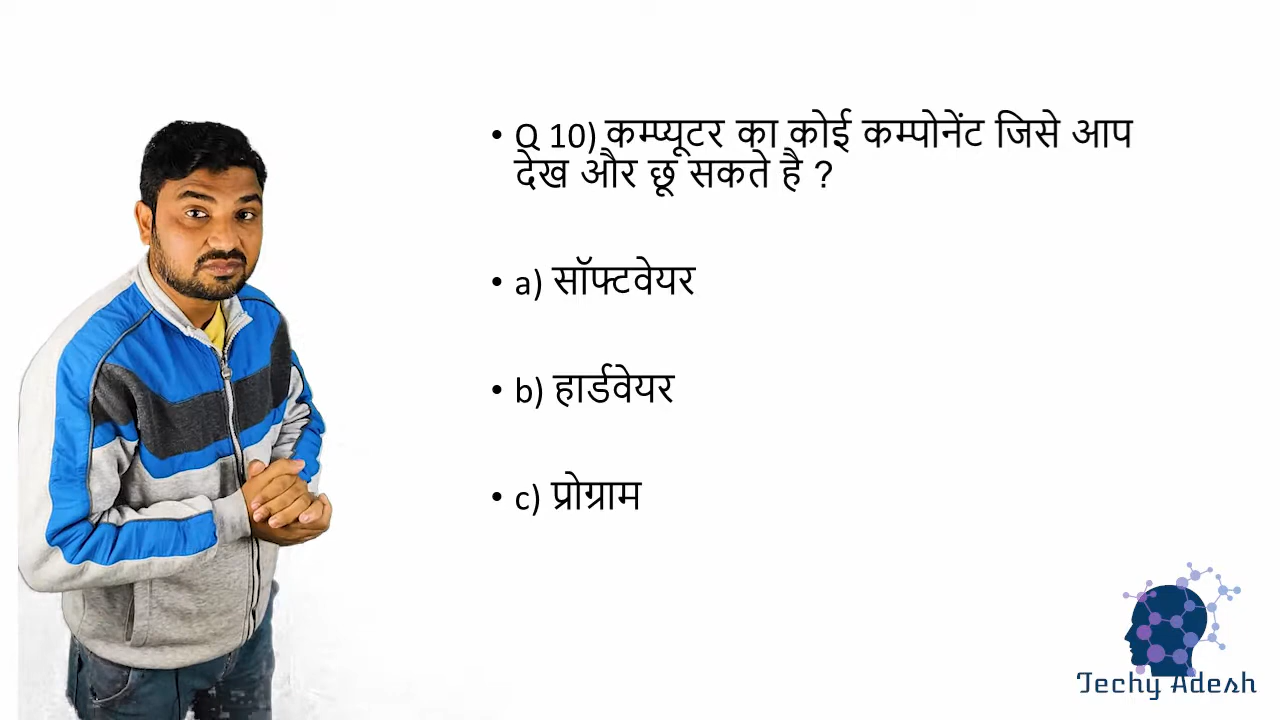 • Q 10) कम्प्यूटर का कोई कम्पोनेंट जिसे आप
देख और छू सकते है ?
• a) सॉफ्टवेयर
• b) हार्डवेयर
• c) प्रोग्राम
Techy Adesh